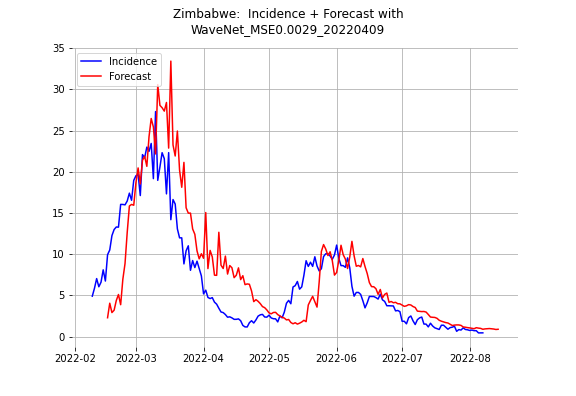 Zimbabwe:  Incidence + Forecast with
WaveNet_MSE0.0029_20220409
Incidence
Forecast
35
30
25
20
15
10
5
0
2022-02 2022-03 2022-04 2022-05 2022-06 2022-07 2022-08